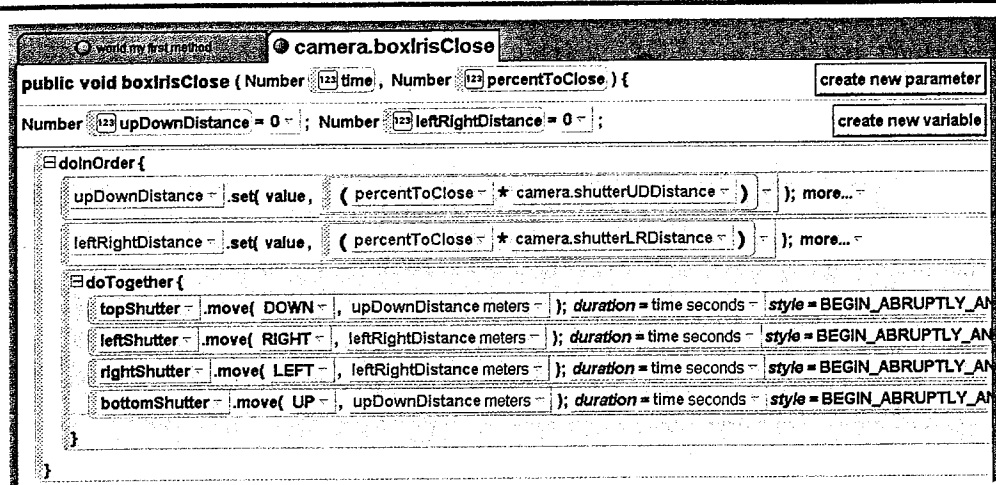 world.my first method camera.boxIrisClose
public void boxIrisClose ( Number 123 time , Number 123 percentToClose ) { create new parameter
Number 123 upDownDistance = 0 ; Number 123 leftRightDistance = 0 ; create new variable
doInOrder {
upDownDistance .set( value , ( percentToClose * camera.shutterUDDistance ) ); more...
leftRightDistance .set( value , ( percentToClose * camera.shutterLRDistance ) ); more...
doTogether {
topShutter .move( DOWN , upDownDistance meters ); duration = time seconds style = BEGIN_ABRUPTLY_AN
leftShutter .move( RIGHT , leftRightDistance meters ); duration = time seconds style = BEGIN_ABRUPTLY_AN
rightShutter .move( LEFT , leftRightDistance meters ); duration = time seconds style = BEGIN_ABRUPTLY_AN
bottomShutter .move( UP , upDownDistance meters ); duration = time seconds style = BEGIN_ABRUPTLY_AN
}
}